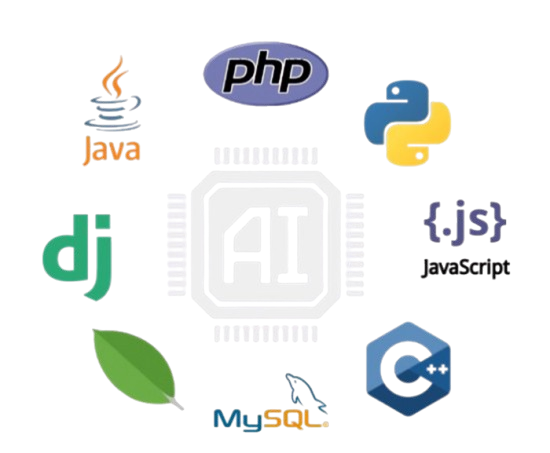 php
Java
{.js}
JavaScript
dj
AI
C++
MySQL®